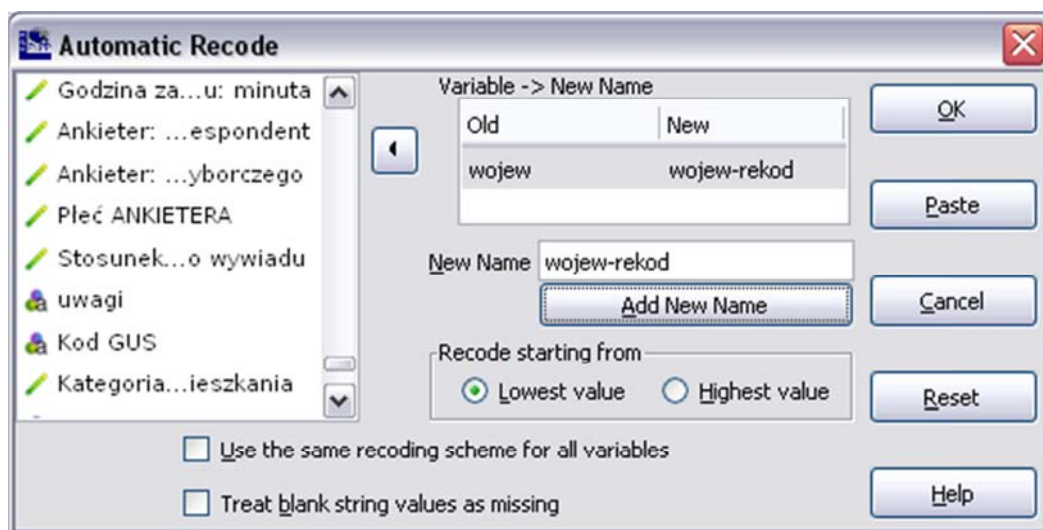 Automatic Recode
Godzina za...u: minuta
Ankieter: ...espondent
Ankieter: ...yborczego
Płeć ANKIETERA
Stosunek...o wywiadu
uwagi
Kod GUS
Kategoria...ieszkania
Variable -> New Name
Old New
wojew wojew-rekod
New Name wojew-rekod
Add New Name
Recode starting from
Lowest value Highest value
Use the same recoding scheme for all variables
Treat blank string values as missing
OK
Paste
Cancel
Reset
Help